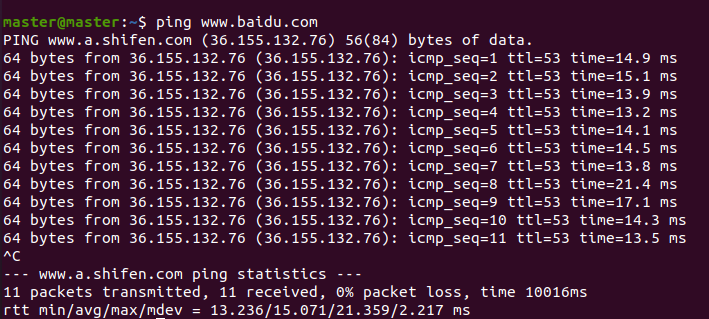 master@master:~$ ping www.baidu.com
PING www.a.shifen.com (36.155.132.76) 56(84) bytes of data.
64 bytes from 36.155.132.76 (36.155.132.76): icmp_seq=1 ttl=53 time=14.9 ms
64 bytes from 36.155.132.76 (36.155.132.76): icmp_seq=2 ttl=53 time=15.1 ms
64 bytes from 36.155.132.76 (36.155.132.76): icmp_seq=3 ttl=53 time=13.9 ms
64 bytes from 36.155.132.76 (36.155.132.76): icmp_seq=4 ttl=53 time=13.2 ms
64 bytes from 36.155.132.76 (36.155.132.76): icmp_seq=5 ttl=53 time=14.1 ms
64 bytes from 36.155.132.76 (36.155.132.76): icmp_seq=6 ttl=53 time=14.5 ms
64 bytes from 36.155.132.76 (36.155.132.76): icmp_seq=7 ttl=53 time=13.8 ms
64 bytes from 36.155.132.76 (36.155.132.76): icmp_seq=8 ttl=53 time=21.4 ms
64 bytes from 36.155.132.76 (36.155.132.76): icmp_seq=9 ttl=53 time=17.1 ms
64 bytes from 36.155.132.76 (36.155.132.76): icmp_seq=10 ttl=53 time=14.3 ms
64 bytes from 36.155.132.76 (36.155.132.76): icmp_seq=11 ttl=53 time=13.5 ms
^C
--- www.a.shifen.com ping statistics ---
11 packets transmitted, 11 received, 0% packet loss, time 10016ms
rtt min/avg/max/mdev = 13.236/15.071/21.359/2.217 ms